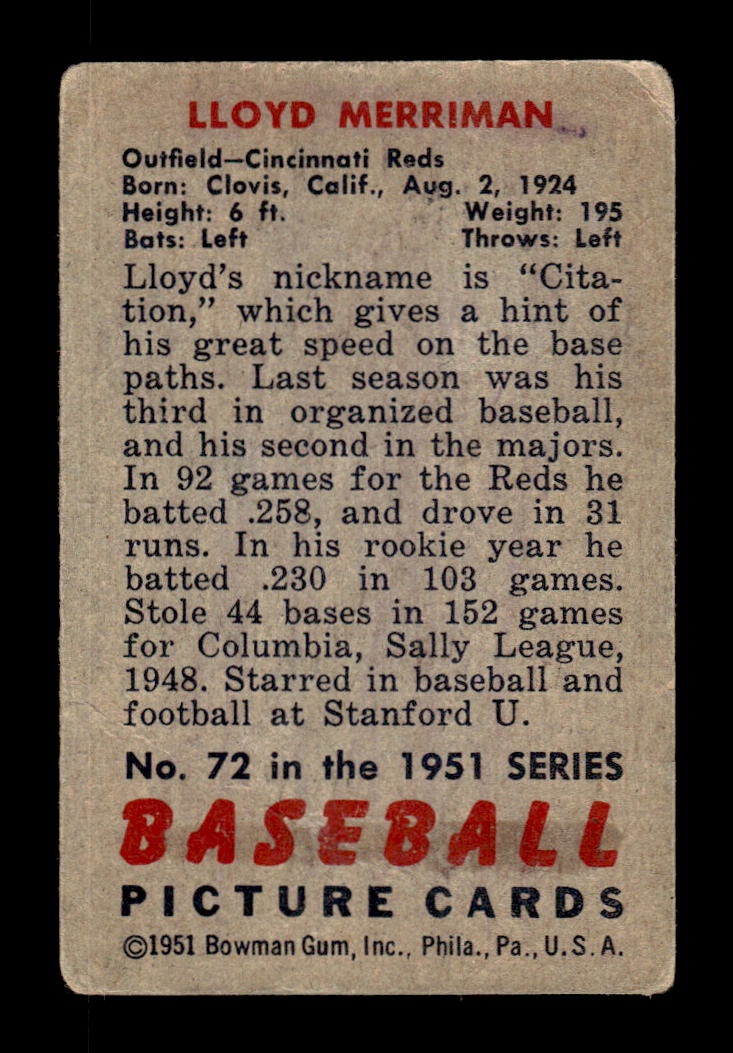 LLOYD MERRIMAN
Outfield—Cincinnati Reds
Born: Clovis, Calif., Aug. 2, 1924
Height: 6 ft. Weight: 195
Bats: Left Throws: Left
Lloyd's nickname is "Cita-
tion," which gives a hint of
his great speed on the base
paths. Last season was his
third in organized baseball,
and his second in the majors.
In 92 games for the Reds he
batted .258, and drove in 31
runs. In his rookie year he
batted .230 in 103 games.
Stole 44 bases in 152 games
for Columbia, Sally League,
1948. Starred in baseball and
football at Stanford U.
No. 72 in the 1951 SERIES
BASEBALL
PICTURE CARDS
©1951 Bowman Gum, Inc., Phila., Pa., U.S.A.